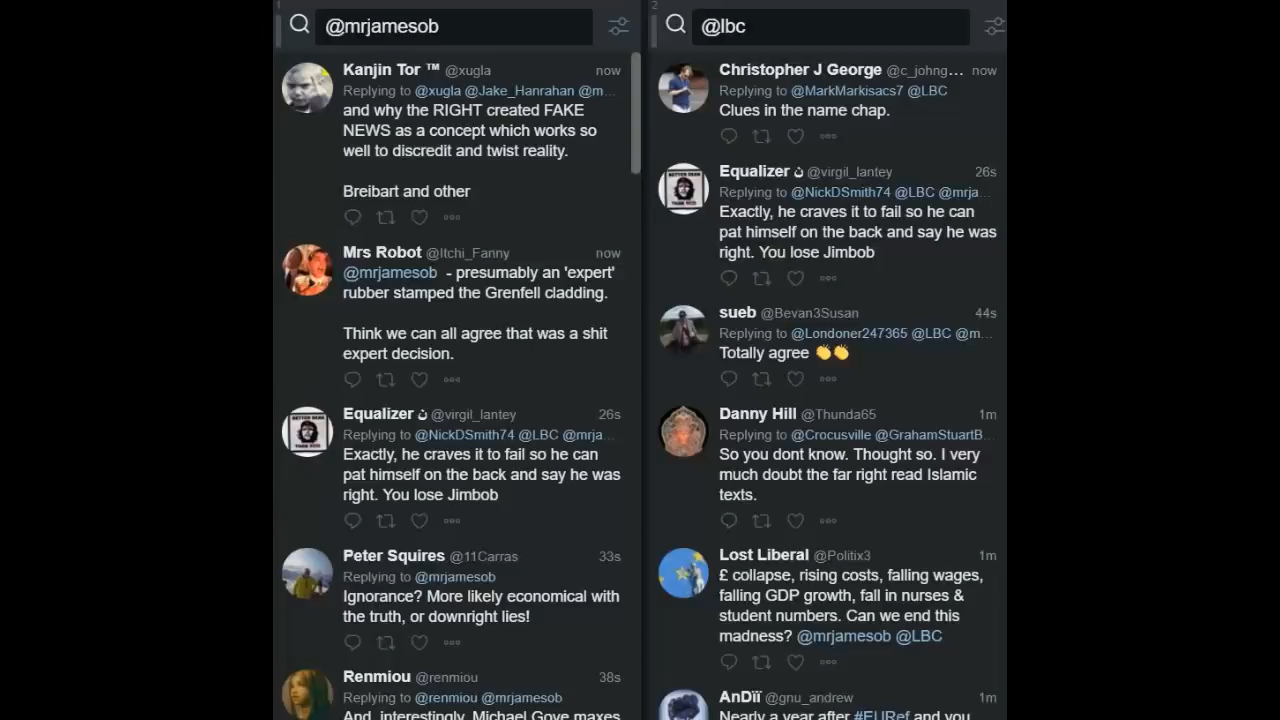 1
@mrjamesob
Kanjin Tor ™ @xugla now
Replying to @xugla @Jake_Hanrahan @m...
and why the RIGHT created FAKE
NEWS as a concept which works so
well to discredit and twist reality.
Breibart and other
Mrs Robot @Itchi_Fanny now
@mrjamesob - presumably an 'expert'
rubber stamped the Grenfell cladding.
Think we can all agree that was a shit
expert decision.
Equalizer ن @virgil_lantey 26s
Replying to @NickDSmith74 @LBC @mrja...
Exactly, he craves it to fail so he can
pat himself on the back and say he was
right. You lose Jimbob
Peter Squires @11Carras 33s
Replying to @mrjamesob
Ignorance? More likely economical with
the truth, or downright lies!
Renmiou @renmiou 38s
Replying to @renmiou @mrjamesob
And, interestingly, Michael Gove maxes
2
@lbc
Christopher J George @c_johng... now
Replying to @MarkMarkisacs7 @LBC
Clues in the name chap.
Equalizer ن @virgil_lantey 26s
Replying to @NickDSmith74 @LBC @mrja...
Exactly, he craves it to fail so he can
pat himself on the back and say he was
right. You lose Jimbob
sueb @Bevan3Susan 44s
Replying to @Londoner247365 @LBC @m...
Totally agree 👏👏
Danny Hill @Thunda65 1m
Replying to @Crocusville @GrahamStuartB...
So you dont know. Thought so. I very
much doubt the far right read Islamic
texts.
Lost Liberal @Politix3 1m
£ collapse, rising costs, falling wages,
falling GDP growth, fall in nurses &
student numbers. Can we end this
madness? @mrjamesob @LBC
AnDïï @gnu_andrew 1m
Nearly a year after #EURef and you